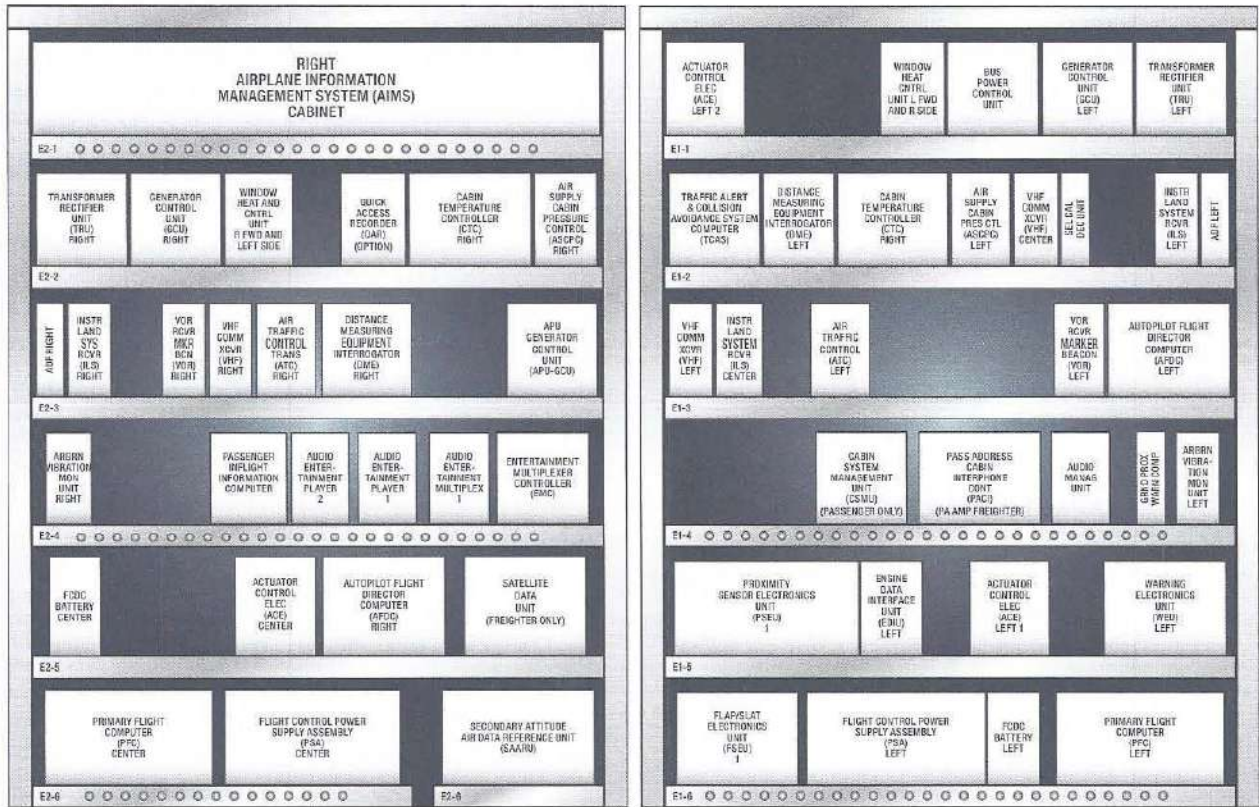 RIGHT
AIRPLANE INFORMATION
MANAGEMENT SYSTEM (AIMS)
CABINET
E2-1
TRANSFORMER
RECTIFIER
UNIT
(TRU)
RIGHT
GENERATOR
CONTROL
UNIT
(GCU)
RIGHT
WINDOW
HEAT AND
CNTRL
UNIT
R FWD AND
LEFT SIDE
QUICK
ACCESS
RECORDER
(QAR)
(OPTION)
CABIN
TEMPERATURE
CONTROLLER
(CTC)
RIGHT
AIR
SUPPLY
CABIN
PRESSURE
CONTROL
(ASCPC)
RIGHT
E2-2
ADF RIGHT
INSTR
LAND
SYS
RCVR
(ILS)
RIGHT
VOR
RCVR
MKR
BCN
(VOR)
RIGHT
VHF
COMM
XCVR
(VHF)
RIGHT
AIR
TRAFFIC
CONTROL
TRANS
(ATC)
RIGHT
DISTANCE
MEASURING
EQUIPMENT
INTERROGATOR
(DME)
RIGHT
APU
GENERATOR
CONTROL
UNIT
(APU-GCU)
E2-3
ARBRN
VIBRATION
MON
UNIT
RIGHT
PASSENGER
INFLIGHT
INFORMATION
COMPUTER
AUDIO
ENTER-
TAINMENT
PLAYER
2
AUDIO
ENTER-
TAINMENT
PLAYER
1
AUDIO
ENTER-
TAINMENT
MULTIPLEX
1
ENTERTAINMENT
MULTIPLEXER
CONTROLLER
(EMC)
E2-4
FCDC
BATTERY
CENTER
ACTUATOR
CONTROL
ELEC
(ACE)
CENTER
AUTOPILOT FLIGHT
DIRECTOR
COMPUTER
(AFDC)
RIGHT
SATELLITE
DATA
UNIT
(FREIGHTER ONLY)
E2-5
PRIMARY FLIGHT
COMPUTER
(PFC)
CENTER
FLIGHT CONTROL POWER
SUPPLY ASSEMBLY
(PSA)
CENTER
SECONDARY ATTITUDE
AIR DATA REFERENCE UNIT
(SAARU)
E2-6
E2-6
ACTUATOR
CONTROL
ELEC
(ACE)
LEFT 2
WINDOW
HEAT
CNTRL
UNIT L FWD
AND R SIDE
BUS
POWER
CONTROL
UNIT
GENERATOR
CONTROL
UNIT
(GCU)
LEFT
TRANSFORMER
RECTIFIER
UNIT
(TRU)
LEFT
E1-1
TRAFFIC ALERT
& COLLISION
AVOIDANCE SYSTEM
COMPUTER
(TCAS)
DISTANCE
MEASURING
EQUIPMENT
INTERROGATOR
(DME)
LEFT
CABIN
TEMPERATURE
CONTROLLER
(CTC)
RIGHT
AIR
SUPPLY
CABIN
PRES CTL
(ASCPC)
LEFT
VHF
COMM
XCVR
(VHF)
CENTER
SEL CAL
DEC UNIT
INSTR
LAND
SYSTEM
RCVR
(ILS)
LEFT
ADF LEFT
E1-2
VHF
COMM
XCVR
(VHF)
LEFT
INSTR
LAND
SYSTEM
RCVR
(ILS)
CENTER
AIR
TRAFFIC
CONTROL
(ATC)
LEFT
VOR
RCVR
MARKER
BEACON
(VOR)
LEFT
AUTOPILOT FLIGHT
DIRECTOR
COMPUTER
(AFDC)
LEFT
E1-3
CABIN
SYSTEM
MANAGEMENT
UNIT
(CSMU)
(PASSENGER ONLY)
PASS ADDRESS
CABIN
INTERPHONE
CONT
(PACI)
(PA AMP FREIGHTER)
AUDIO
MANAG
UNIT
GRND PROX
WARN COMP
ARBRN
VIBRA-
TION
MON
UNIT
LEFT
E1-4
PROXIMITY
SENSOR ELECTRONICS
UNIT
(PSEU)
1
ENGINE
DATA
INTERFACE
UNIT
(EDIU)
LEFT
ACTUATOR
CONTROL
ELEC
(ACE)
LEFT 1
WARNING
ELECTRONICS
UNIT
(WEU)
LEFT
E1-5
FLAP/SLAT
ELECTRONICS
UNIT
(FSEU)
1
FLIGHT CONTROL POWER
SUPPLY ASSEMBLY
(PSA)
LEFT
FCDC
BATTERY
LEFT
PRIMARY FLIGHT
COMPUTER
(PFC)
LEFT
E1-6